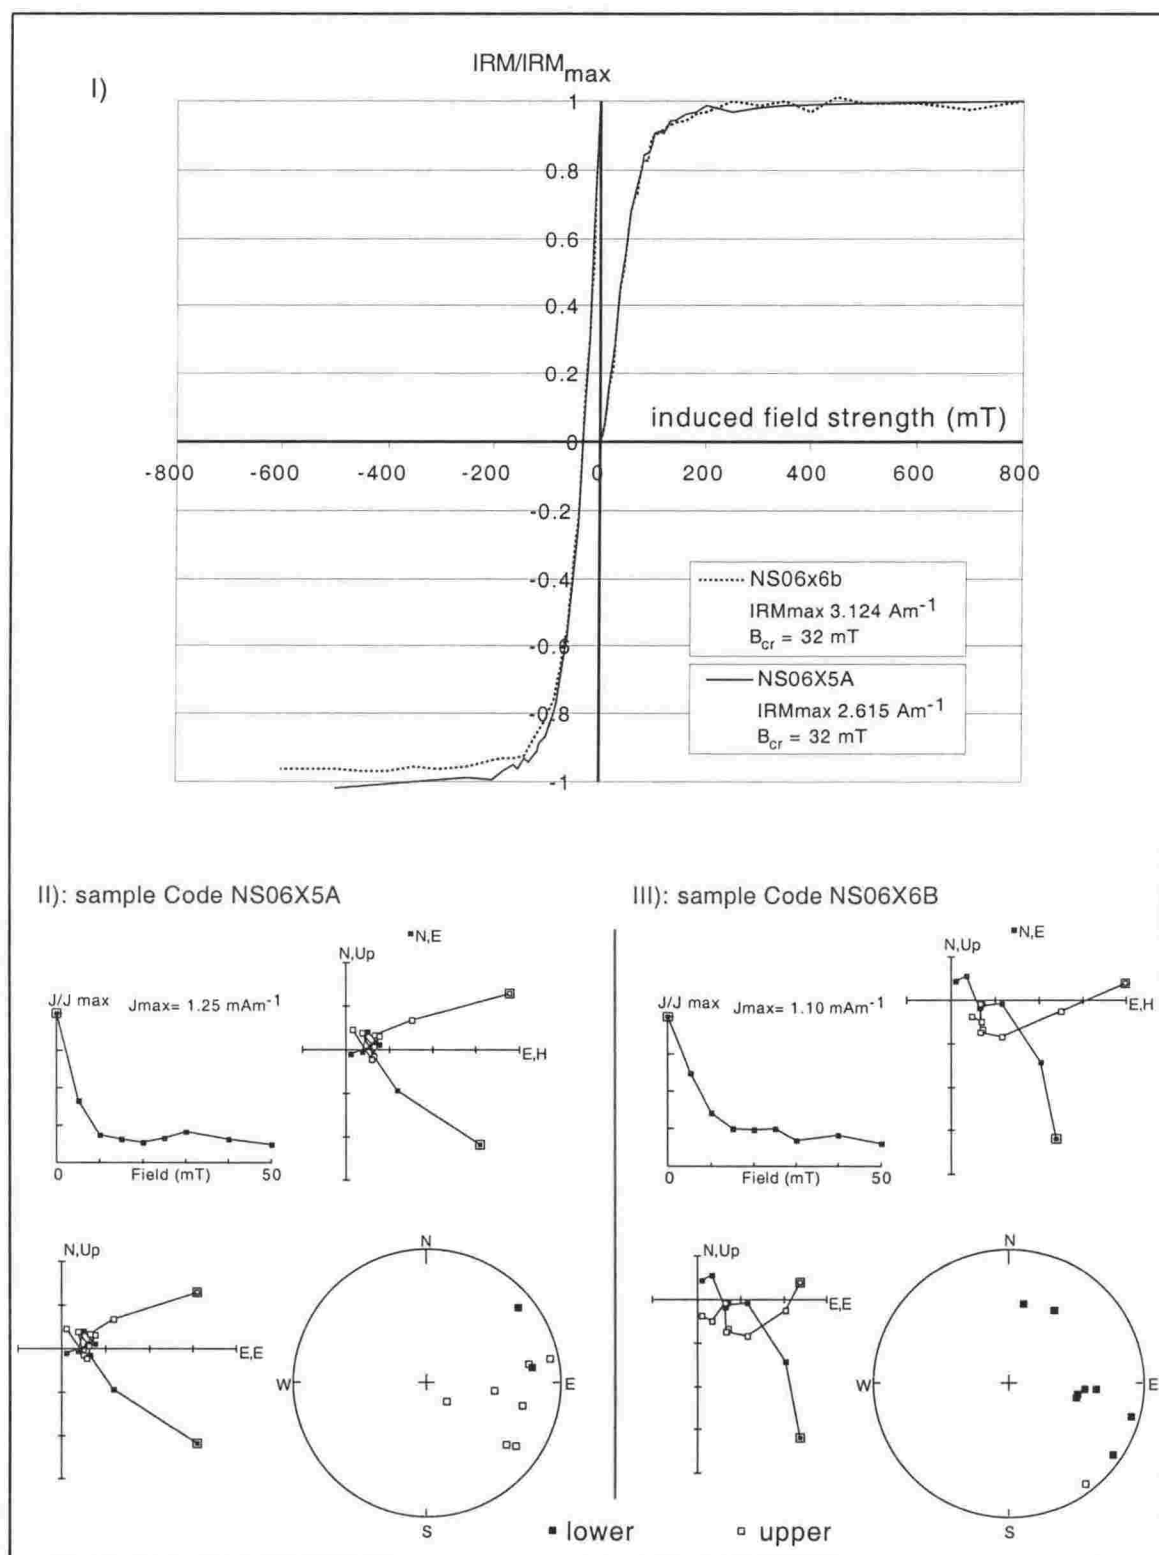 I)
IRM/IRMmax
1
0.8
0.6
0.4
0.2
induced field strength (mT)
0
-800
-600
-400
-200
0
200
400
600
800
-0.2
-0.4
-0.6
-0.8
-1
NS06x6b
IRMmax 3.124 Am-1
Bcr = 32 mT
NS06X5A
IRMmax 2.615 Am-1
Bcr = 32 mT
II): sample Code NS06X5A
J/J max
Jmax= 1.25 mAm-1
0
Field (mT)
50
N,Up
N,E
E,H
N,Up
E,E
N
W
E
S
III): sample Code NS06X6B
J/J max
Jmax= 1.10 mAm-1
0
Field (mT)
50
N,Up
N,E
E,H
N,Up
E,E
N
W
E
S
lower
upper